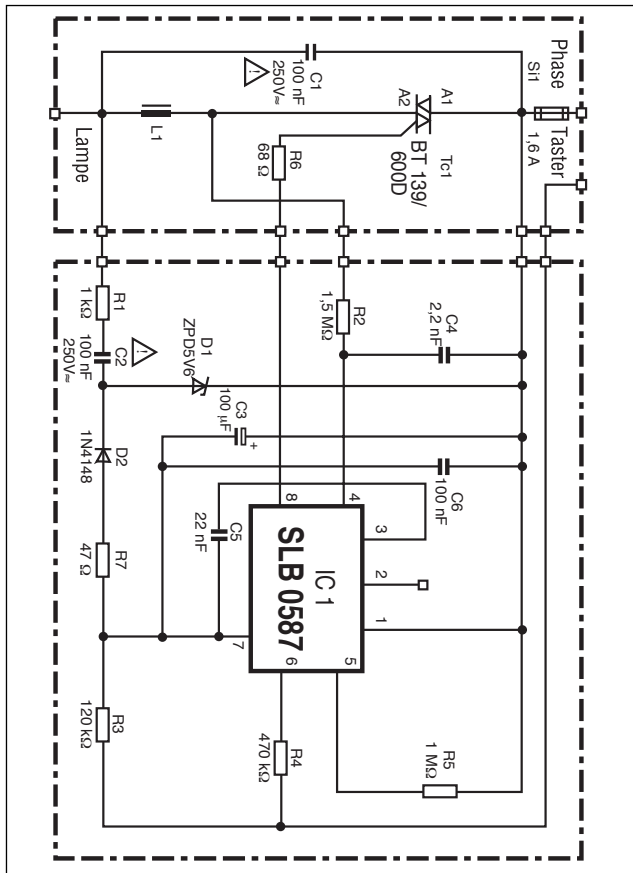 Phase
Si1
1,6 A
Taster
C1
100 nF
250V≈
!
A1
A2
Tc1
BT 139/
600D
R6
68 Ω
L1
Lampe
R1
1 kΩ
C2
100 nF
250V≈
!
D1
ZPD5V6
R2
1,5 MΩ
C4
2,2 nF
C3
100 µF
+
D2
1N4148
C6
100 nF
C5
22 nF
8
4
3
IC 1
SLB 0587
2
1
7
6
5
R7
47 Ω
R3
120 kΩ
R4
470 kΩ
R5
1 MΩ